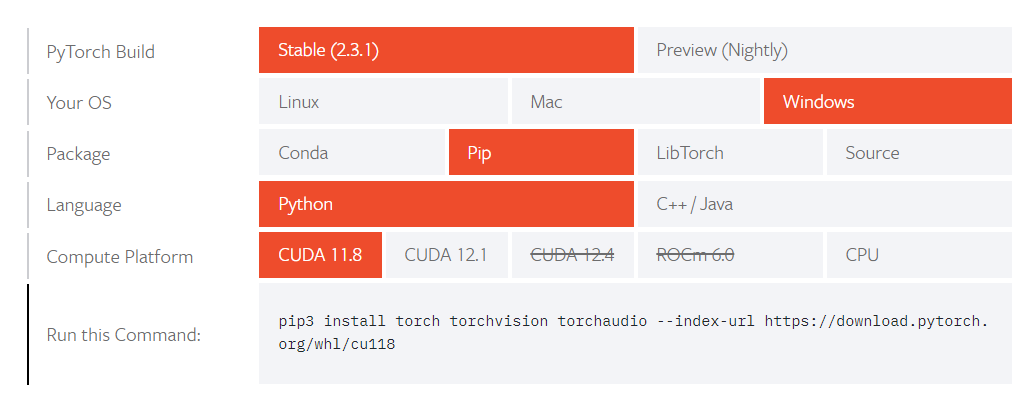 PyTorch Build
Stable (2.3.1)
Preview (Nightly)
Your OS
Linux
Mac
Windows
Package
Conda
Pip
LibTorch
Source
Language
Python
C++ / Java
Compute Platform
CUDA 11.8
CUDA 12.1
CUDA 12.4
ROCm 6.0
CPU
Run this Command:
pip3 install torch torchvision torchaudio --index-url https://download.pytorch.
org/whl/cu118